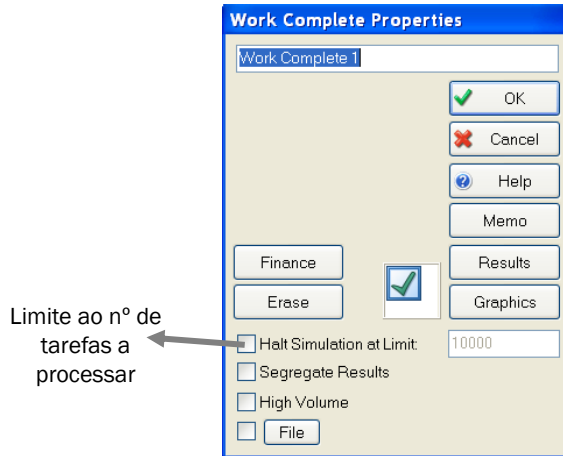 Work Complete Properties
Work Complete 1
OK
Cancel
Help
Memo
Finance
Results
Erase
Graphics
Limite ao nº de
tarefas a
processar
Halt Simulation at Limit:
10000
Segregate Results
High Volume
File